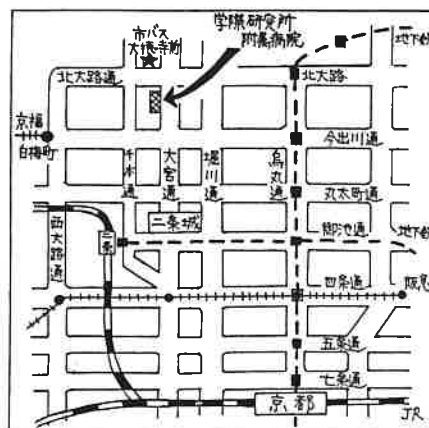 市バス
大徳寺前
学際研究所
附属病院
地下鉄
北大路通
北大路
京福
白梅町
今出川通
千本通
大宮通
堀川通
烏丸通
丸太町通
西大路通
二条城
二条
御池通
地下鉄
四条通
阪急
五条通
七条通
京都
JR